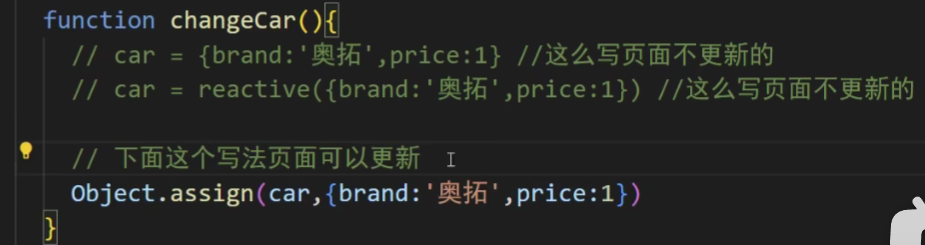 function changeCar(){
// car = {brand:'奥拓',price:1} //这么写页面不更新的
// car = reactive({brand:'奥拓',price:1}) //这么写页面不更新的
// 下面这个写法页面可以更新
Object.assign(car,{brand:'奥拓',price:1})
}